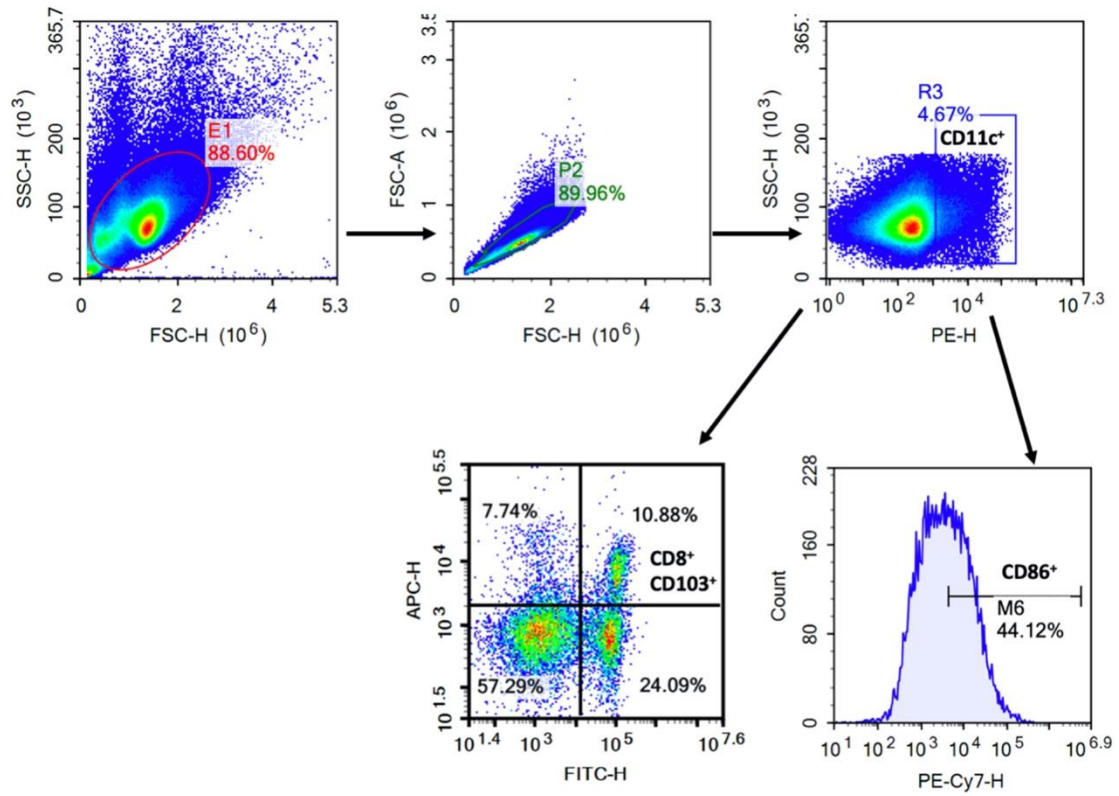 365.7
200
100
0
SSC-H (10³)
E1
88.60%
0 2 4 5.3
FSC-H (10⁶)
3.5
3
2
1
0
FSC-A (10⁶)
P2
89.96%
0 2 4 5.3
FSC-H (10⁶)
365.
200
100
0
SSC-H (10³)
R3
4.67%
CD11c⁺
10⁰ 10² 10⁴ 10⁷·³
PE-H
10⁵·⁵
10⁴
10³
10¹·⁵
APC-H
7.74% 10.88%
CD8⁺
CD103⁺
57.29% 24.09%
10¹·⁴ 10³ 10⁵ 10⁷·⁶
FITC-H
228
160
80
0
Count
CD86⁺
M6
44.12%
10¹ 10² 10³ 10⁴ 10⁵ 10⁶·⁹
PE-Cy7-H